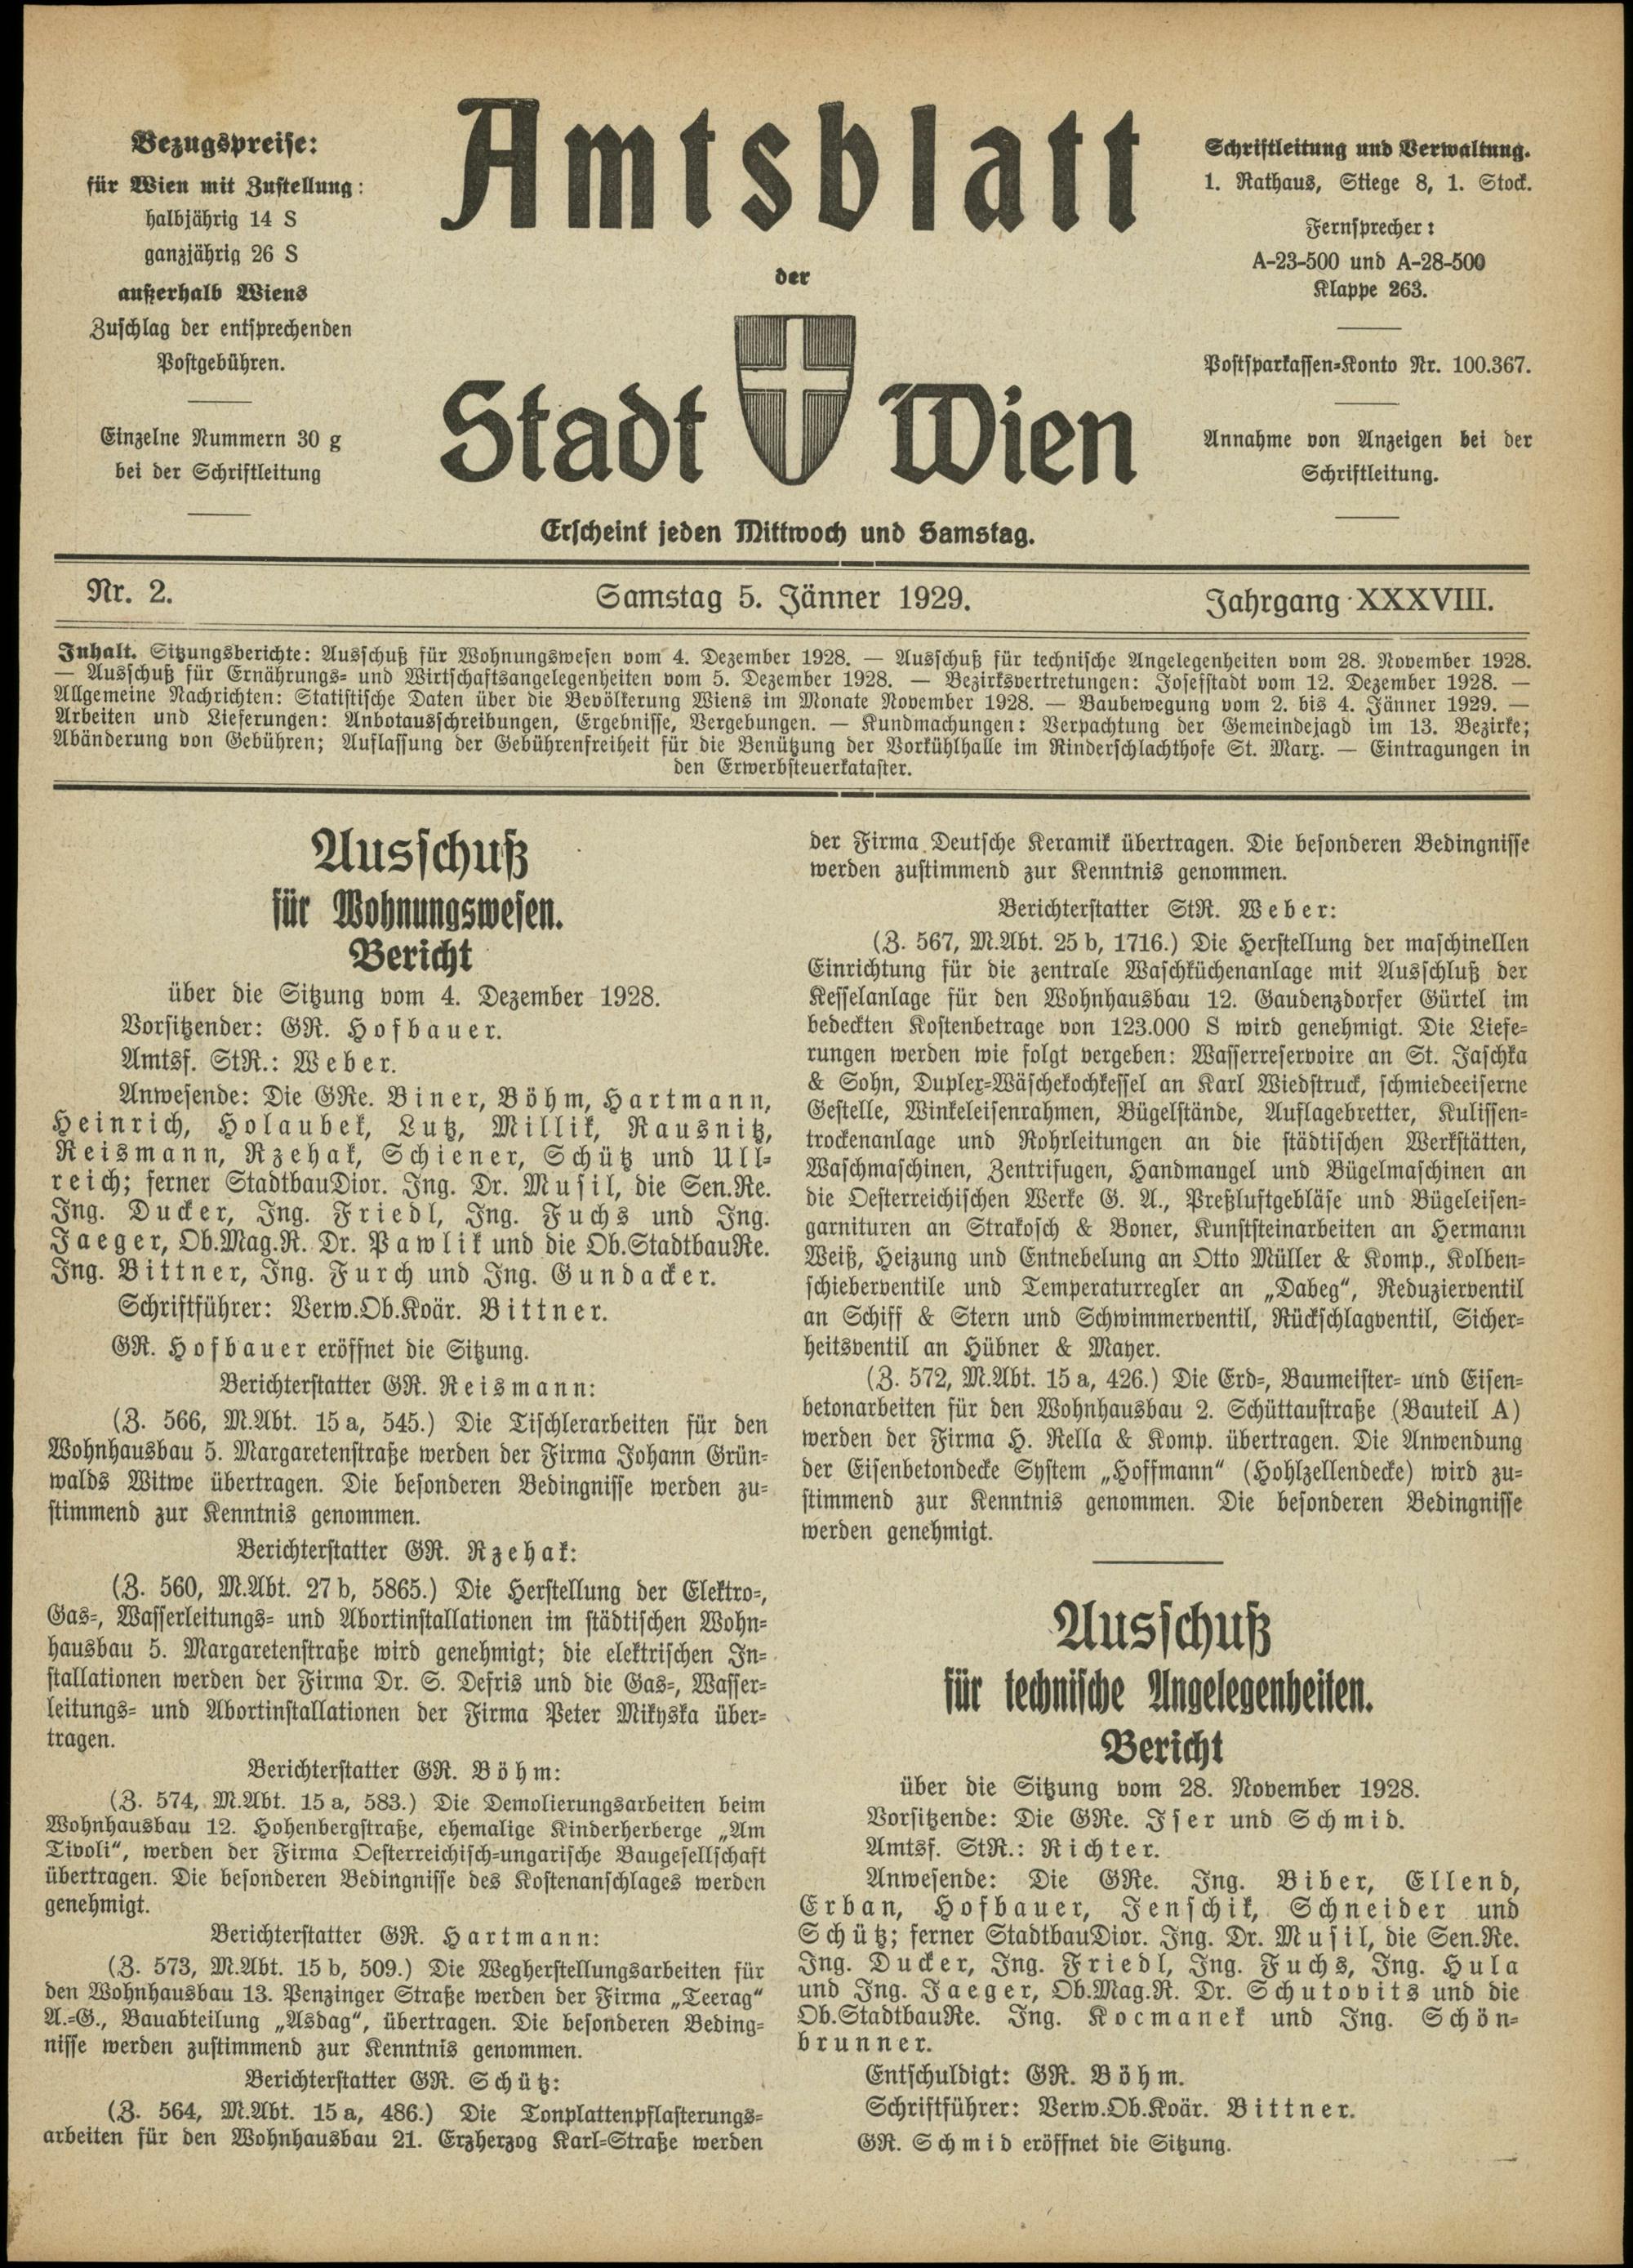 Bezugspreise:
für Wien mit Zustellung:
halbjährig 14 S
ganzjährig 26 S
außerhalb Wiens
Zuschlag der entsprechenden
Postgebühren.
Einzelne Nummern 30 g
bei der Schriftleitung
Amtsblatt
der
Stadt Wien
Erscheint jeden Mittwoch und Samstag.
Schriftleitung und Verwaltung.
1. Rathaus, Stiege 8, 1. Stock.
Fernsprecher:
A-23-500 und A-28-500
Klappe 263.
Postsparkassen-Konto Nr. 100.367.
Annahme von Anzeigen bei der
Schriftleitung.
Nr. 2.
Samstag 5. Jänner 1929.
Jahrgang XXXVIII.
Inhalt. Sitzungsberichte: Ausschuß für Wohnungswesen vom 4. Dezember 1928. — Ausschuß für technische Angelegenheiten vom 28. November 1928.
— Ausschuß für Ernährungs- und Wirtschaftsangelegenheiten vom 5. Dezember 1928. — Bezirksvertretungen: Josefstadt vom 12. Dezember 1928. —
Allgemeine Nachrichten: Statistische Daten über die Bevölkerung Wiens im Monate November 1928. — Baubewegung vom 2. bis 4. Jänner 1929. —
Arbeiten und Lieferungen: Anbotausschreibungen, Ergebnisse, Vergebungen. — Kundmachungen: Verpachtung der Gemeindejagd im 13. Bezirke;
Abänderung von Gebühren; Auflassung der Gebührenfreiheit für die Benützung der Vorkühlhalle im Rinderschlachthofe St. Marx. — Eintragungen in
den Erwerbsteuerkataster.
Ausschuß
für Wohnungswesen.
Bericht
über die Sitzung vom 4. Dezember 1928.
Vorsitzender: GR. Hofbauer.
Amtsf. StR.: Weber.
Anwesende: Die GRe. Biner, Böhm, Hartmann,
Heinrich, Holaubek, Lutz, Millik, Rausnitz,
Reismann, Rzehak, Schiener, Schütz und Ull-
reich; ferner StadtbauDior. Ing. Dr. Musil, die Sen.Re.
Ing. Ducker, Ing. Friedl, Ing. Fuchs und Ing.
Jaeger, Ob.Mag.R. Dr. Pawlik und die Ob.StadtbauRe.
Ing. Bittner, Ing. Furch und Ing. Gundacker.
Schriftführer: Verw.Ob.Koär. Bittner.
GR. Hofbauer eröffnet die Sitzung.
Berichterstatter GR. Reismann:
(Z. 566, M.Abt. 15 a, 545.) Die Tischlerarbeiten für den
Wohnhausbau 5. Margaretenstraße werden der Firma Johann Grün-
walds Witwe übertragen. Die besonderen Bedingnisse werden zu-
stimmend zur Kenntnis genommen.
Berichterstatter GR. Rzehak:
(Z. 560, M.Abt. 27 b, 5865.) Die Herstellung der Elektro-,
Gas-, Wasserleitungs- und Abortinstallationen im städtischen Wohn-
hausbau 5. Margaretenstraße wird genehmigt; die elektrischen In-
stallationen werden der Firma Dr. S. Defris und die Gas-, Wasser-
leitungs- und Abortinstallationen der Firma Peter Mikyska über-
tragen.
Berichterstatter GR. Böhm:
(Z. 574, M.Abt. 15 a, 583.) Die Demolierungsarbeiten beim
Wohnhausbau 12. Hohenbergstraße, ehemalige Kinderherberge „Am
Tivoli“, werden der Firma Oesterreichisch-ungarische Baugesellschaft
übertragen. Die besonderen Bedingnisse des Kostenanschlages werden
genehmigt.
Berichterstatter GR. Hartmann:
(Z. 573, M.Abt. 15 b, 509.) Die Wegherstellungsarbeiten für
den Wohnhausbau 13. Penzinger Straße werden der Firma „Teerag“
A.-G., Bauabteilung „Asdag“, übertragen. Die besonderen Beding-
nisse werden zustimmend zur Kenntnis genommen.
Berichterstatter GR. Schütz:
(Z. 564, M.Abt. 15 a, 486.) Die Tonplattenpflasterungs-
arbeiten für den Wohnhausbau 21. Erzherzog Karl-Straße werden
der Firma Deutsche Keramik übertragen. Die besonderen Bedingnisse
werden zustimmend zur Kenntnis genommen.
Berichterstatter StR. Weber:
(Z. 567, M.Abt. 25 b, 1716.) Die Herstellung der maschinellen
Einrichtung für die zentrale Waschküchenanlage mit Ausschluß der
Kesselanlage für den Wohnhausbau 12. Gaudenzdorfer Gürtel im
bedeckten Kostenbetrage von 123.000 S wird genehmigt. Die Liefe-
rungen werden wie folgt vergeben: Wasserreservoire an St. Jaschka
& Sohn, Duplex-Wäschekochkessel an Karl Wiedstruck, schmiedeeiserne
Gestelle, Winkeleisenrahmen, Bügelstände, Auflagebretter, Kulissen-
trockenanlage und Rohrleitungen an die städtischen Werkstätten,
Waschmaschinen, Zentrifugen, Handmangel und Bügelmaschinen an
die Oesterreichischen Werke G. A., Preßluftgebläse und Bügeleisen-
garnituren an Strakosch & Boner, Kunststeinarbeiten an Hermann
Weiß, Heizung und Entnebelung an Otto Müller & Komp., Kolben-
schieberventile und Temperaturregler an „Dabeg“, Reduzierventil
an Schiff & Stern und Schwimmerventil, Rückschlagventil, Sicher-
heitsventil an Hübner & Mayer.
(Z. 572, M.Abt. 15 a, 426.) Die Erd-, Baumeister- und Eisen-
betonarbeiten für den Wohnhausbau 2. Schüttaustraße (Bauteil A)
werden der Firma H. Rella & Komp. übertragen. Die Anwendung
der Eisenbetondecke System „Hoffmann“ (Hohlzellendecke) wird zu-
stimmend zur Kenntnis genommen. Die besonderen Bedingnisse
werden genehmigt.
Ausschuß
für technische Angelegenheiten.
Bericht
über die Sitzung vom 28. November 1928.
Vorsitzende: Die GRe. Iser und Schmid.
Amtsf. StR.: Richter.
Anwesende: Die GRe. Ing. Biber, Ellend,
Erban, Hofbauer, Jenschik, Schneider und
Schütz; ferner StadtbauDior. Ing. Dr. Musil, die Sen.Re.
Ing. Ducker, Ing. Friedl, Ing. Fuchs, Ing. Hula
und Ing. Jaeger, Ob.Mag.R. Dr. Schutovits und die
Ob.StadtbauRe. Ing. Kocmanek und Ing. Schön-
brunner.
Entschuldigt: GR. Böhm.
Schriftführer: Verw.Ob.Koär. Bittner.
GR. Schmid eröffnet die Sitzung.